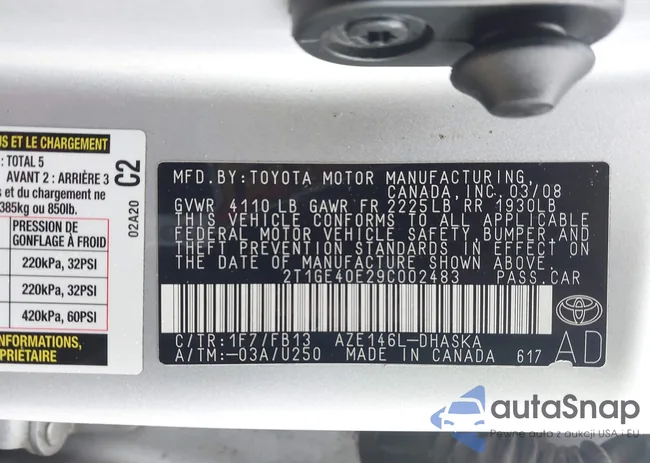 US ET LE CHARGEMENT
: TOTAL 5
AVANT 2 : ARRIÈRE 3
s et du chargement ne
385kg ou 850lb.
C2
02A20
PRESSION DE
GONFLAGE À FROID
220kPa, 32PSI
220kPa, 32PSI
420kPa, 60PSI
INFORMATIONS,
priétaire
MFD.BY:TOYOTA MOTOR MANUFACTURING,
CANADA,INC.03/08
GVWR 4110LB GAWR FR 2225LB RR 1930LB
THIS VEHICLE CONFORMS TO ALL APPLICABLE
FEDERAL MOTOR VEHICLE SAFETY,BUMPER,AND
THEFT PREVENTION STANDARDS IN EFFECT ON
THE DATE OF MANUFACTURE SHOWN ABOVE.
2T1GE40E29C002483 PASS.CAR
C/TR:1F7/FB13 AZE146L-DHASKA
A/TM:-03A/U250 MADE IN CANADA 617
AD
autoSnap
Pewne auto z aukcji USA i EU